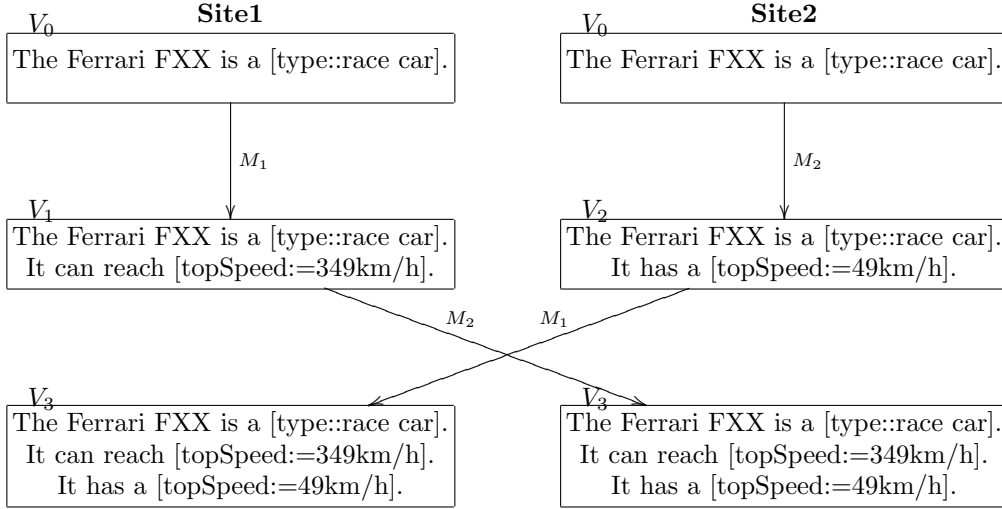 Site1
Site2
V0
V0
The Ferrari FXX is a [type::race car].
The Ferrari FXX is a [type::race car].
M1
M2
V1
V2
The Ferrari FXX is a [type::race car].
It can reach [topSpeed:=349km/h].
The Ferrari FXX is a [type::race car].
It has a [topSpeed:=49km/h].
M2
M1
V3
V3
The Ferrari FXX is a [type::race car].
It can reach [topSpeed:=349km/h].
It has a [topSpeed:=49km/h].
The Ferrari FXX is a [type::race car].
It can reach [topSpeed:=349km/h].
It has a [topSpeed:=49km/h].